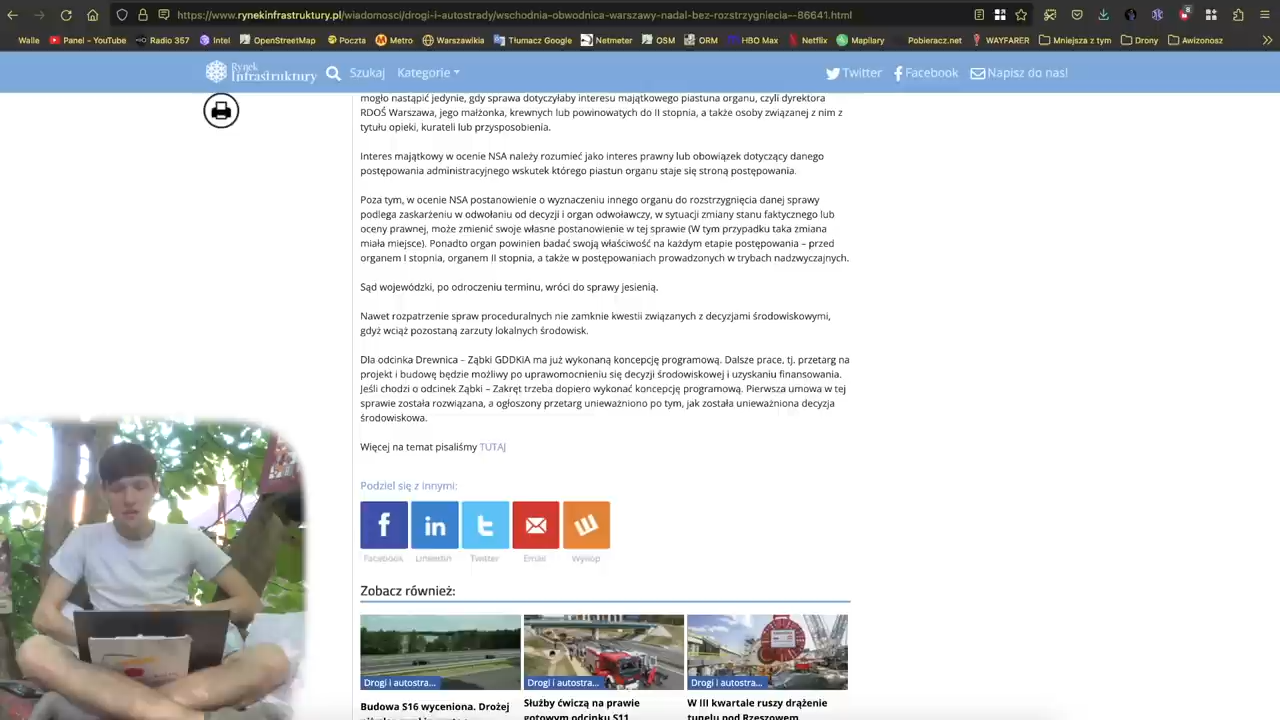 https://www.rynekinfrastruktury.pl/wiadomosci/drogi-i-autostrady/wschodnia-obwodnica-warszawy-nadal-bez-rozstrzygniecia--86641.html
8
Walle Panel - YouTube Radio 357 Intel OpenStreetMap Poczta Metro Warszawikia Tłumacz Google Netmeter OSM ORM HBO Max Netflix Mapilary Pobieracz.net WAYFARER Mniejsza z tym Drony Awizonosz
Rynek
Infrastruktury
Szukaj Kategorie Twitter Facebook Napisz do nas!
mogło nastąpić jedynie, gdy sprawa dotyczyłaby interesu majątkowego piastuna organu, czyli dyrektora
RDOŚ Warszawa, jego małżonka, krewnych lub powinowatych do II stopnia, a także osoby związanej z nim z
tytułu opieki, kurateli lub przysposobienia.
Interes majątkowy w ocenie NSA należy rozumieć jako interes prawny lub obowiązek dotyczący danego
postępowania administracyjnego wskutek którego piastun organu staje się stroną postępowania.
Poza tym, w ocenie NSA postanowienie o wyznaczeniu innego organu do rozstrzygnięcia danej sprawy
podlega zaskarżeniu w odwołaniu od decyzji i organ odwoławczy, w sytuacji zmiany stanu faktycznego lub
oceny prawnej, może zmienić swoje własne postanowienie w tej sprawie (W tym przypadku taka zmiana
miała miejsce). Ponadto organ powinien badać swoją właściwość na każdym etapie postępowania – przed
organem I stopnia, organem II stopnia, a także w postępowaniach prowadzonych w trybach nadzwyczajnych.
Sąd wojewódzki, po odroczeniu terminu, wróci do sprawy jesienią.
Nawet rozpatrzenie spraw proceduralnych nie zamknie kwestii związanych z decyzjami środowiskowymi,
gdyż wciąż pozostaną zarzuty lokalnych środowisk.
Dla odcinka Drewnica – Ząbki GDDKiA ma już wykonaną koncepcję programową. Dalsze prace, tj. przetarg na
projekt i budowę będzie możliwy po uprawomocnieniu się decyzji środowiskowej i uzyskaniu finansowania.
Jeśli chodzi o odcinek Ząbki – Zakręt trzeba dopiero wykonać koncepcję programową. Pierwsza umowa w tej
sprawie została rozwiązana, a ogłoszony przetarg unieważniono po tym, jak została unieważniona decyzja
środowiskowa.
Więcej na temat pisaliśmy TUTAJ
Podziel się z innymi:
Facebook LinkedIn Twitter Email Wykop
Zobacz również:
Drogi i autostra... Drogi i autostra... Drogi i autostra...
Budowa S16 wyceniona. Drożej Służby ćwiczą na prawie W III kwartale ruszy drążenie
gotowym odcinku S11 tunelu pod Rzeszowem